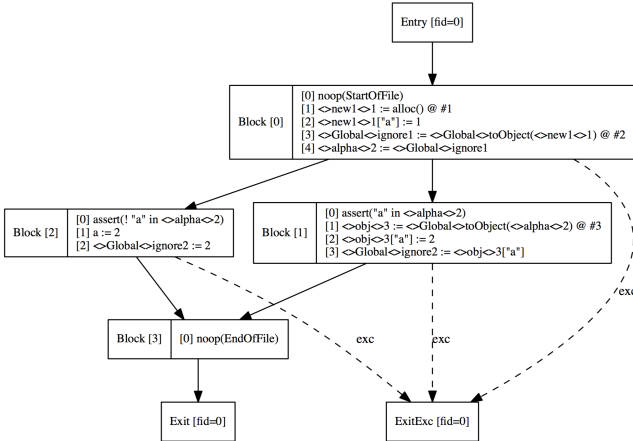 Entry [fid=0]
Block [0]
[0] noop(StartOfFile)
[1] <>new1<>1 := alloc() @ #1
[2] <>new1<>1["a"] := 1
[3] <>Global<>ignore1 := <>Global<>toObject(<>new1<>1) @ #2
[4] <>alpha<>2 := <>Global<>ignore1
Block [2]
[0] assert(! "a" in <>alpha<>2)
[1] a := 2
[2] <>Global<>ignore2 := 2
Block [1]
[0] assert("a" in <>alpha<>2)
[1] <>obj<>3 := <>Global<>toObject(<>alpha<>2) @ #3
[2] <>obj<>3["a"] := 2
[3] <>Global<>ignore2 := <>obj<>3["a"]
exc
Block [3]
[0] noop(EndOfFile)
exc
exc
Exit [fid=0]
ExitExc [fid=0]